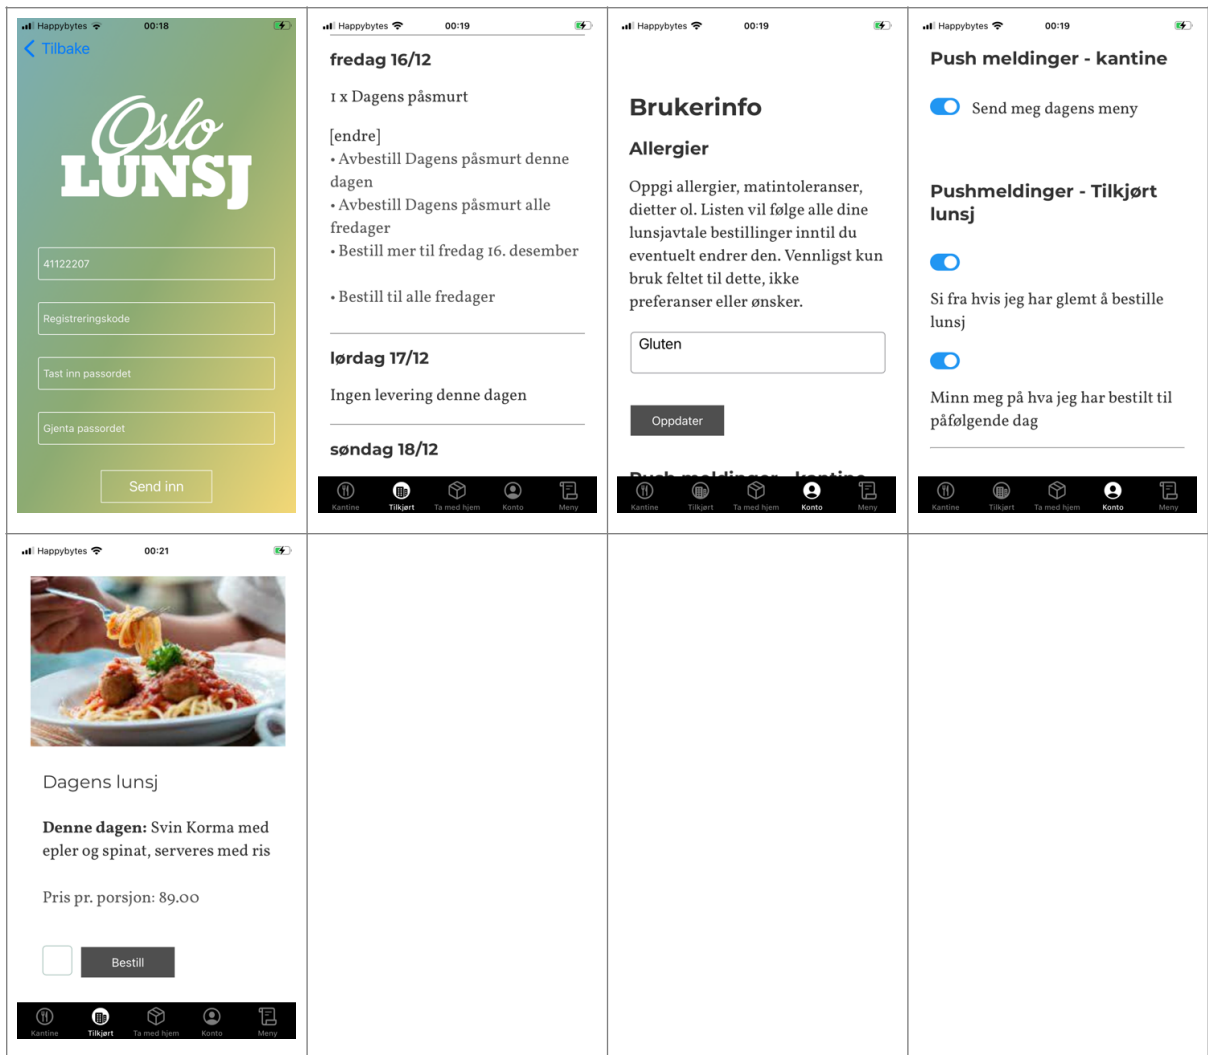 Happybytes 00:18
Tilbake
Oslo
LUNSJ
41122207
Registreringskode
Tast inn passordet
Gjenta passordet
Send inn
Happybytes 00:19
fredag 16/12
1 x Dagens påsmurt
[endre]
• Avbestill Dagens påsmurt denne
dagen
• Avbestill Dagens påsmurt alle
fredager
• Bestill mer til fredag 16. desember
• Bestill til alle fredager
lørdag 17/12
Ingen levering denne dagen
søndag 18/12
Kantine Tilkjørt Ta med hjem Konto Meny
Happybytes 00:19
Brukerinfo
Allergier
Oppgi allergier, matintoleranser,
dietter ol. Listen vil følge alle dine
lunsjavtale bestillinger inntil du
eventuelt endrer den. Vennligst kun
bruk feltet til dette, ikke
preferanser eller ønsker.
Gluten
Oppdater
Push meldinger - kantine
Kantine Tilkjørt Ta med hjem Konto Meny
Happybytes 00:19
Push meldinger - kantine
Send meg dagens meny
Pushmeldinger - Tilkjørt
lunsj
Si fra hvis jeg har glemt å bestille
lunsj
Minn meg på hva jeg har bestilt til
påfølgende dag
Kantine Tilkjørt Ta med hjem Konto Meny
Happybytes 00:21
Dagens lunsj
Denne dagen: Svin Korma med
epler og spinat, serveres med ris
Pris pr. porsjon: 89.00
Bestill
Kantine Tilkjørt Ta med hjem Konto Meny